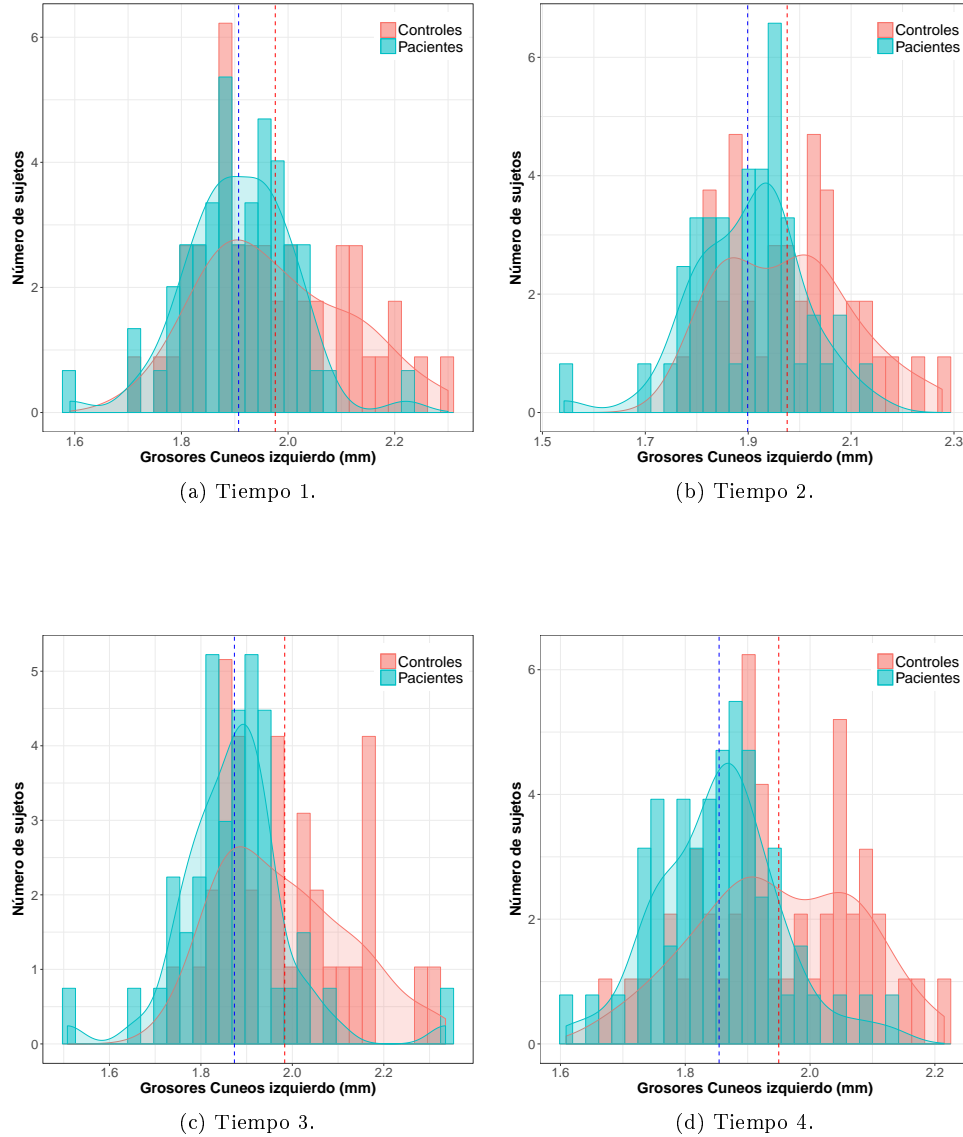 Controles
Pacientes
6
4
2
0
Número de sujetos
1.6 1.8 2.0 2.2
Grosores Cuneos izquierdo (mm)
(a) Tiempo 1.
Controles
Pacientes
6
4
2
0
Número de sujetos
1.5 1.7 1.9 2.1 2.3
Grosores Cuneos izquierdo (mm)
(b) Tiempo 2.
Controles
Pacientes
5
4
3
2
1
0
Número de sujetos
1.6 1.8 2.0 2.2
Grosores Cuneos izquierdo (mm)
(c) Tiempo 3.
Controles
Pacientes
6
4
2
0
Número de sujetos
1.6 1.8 2.0 2.2
Grosores Cuneos izquierdo (mm)
(d) Tiempo 4.